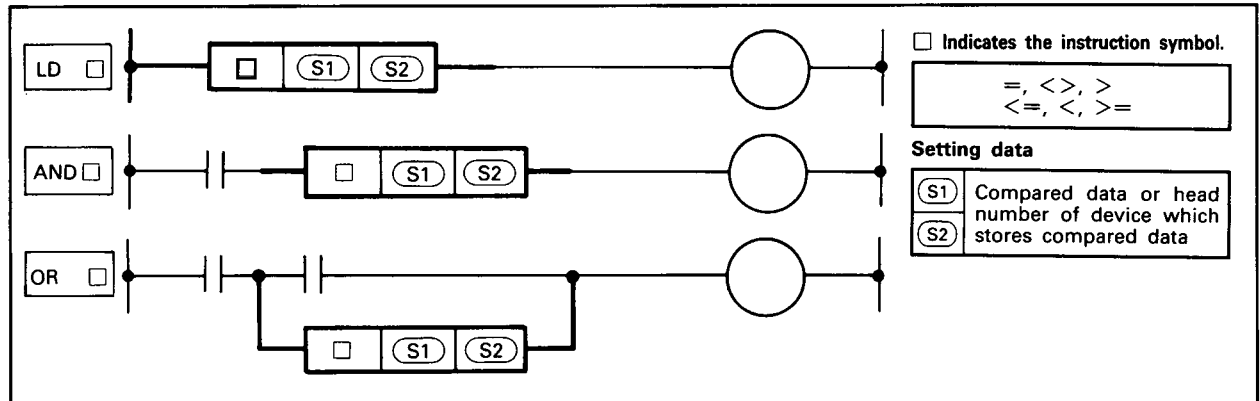 LD □
□ S1 S2
AND □
□ S1 S2
OR □
□ S1 S2
□ Indicates the instruction symbol.
=, <>, >
<=, <, >=
Setting data
S1
S2
Compared data or head
number of device which
stores compared data